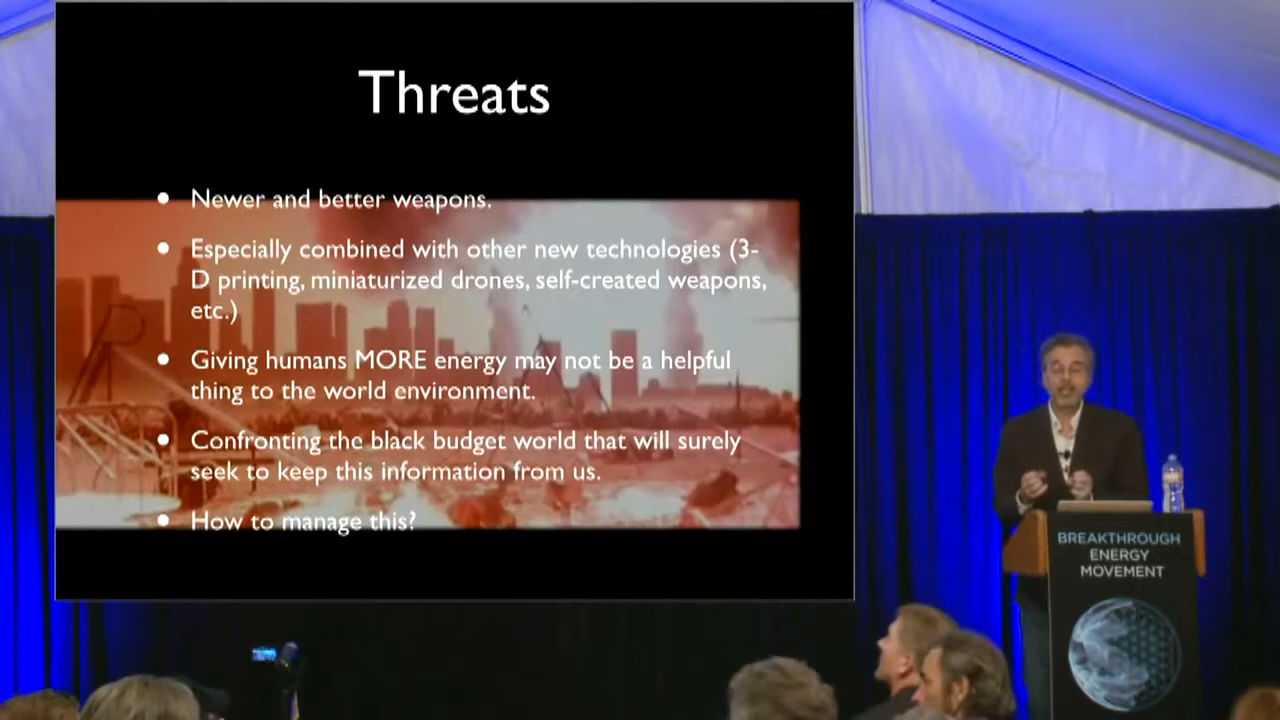 Threats
• Newer and better weapons.
• Especially combined with other new technologies (3-
D printing, miniaturized drones, self-created weapons,
etc.)
• Giving humans MORE energy may not be a helpful
thing to the world environment.
• Confronting the black budget world that will surely
seek to keep this information from us.
• How to manage this?
BREAKTHROUGH
ENERGY
MOVEMENT